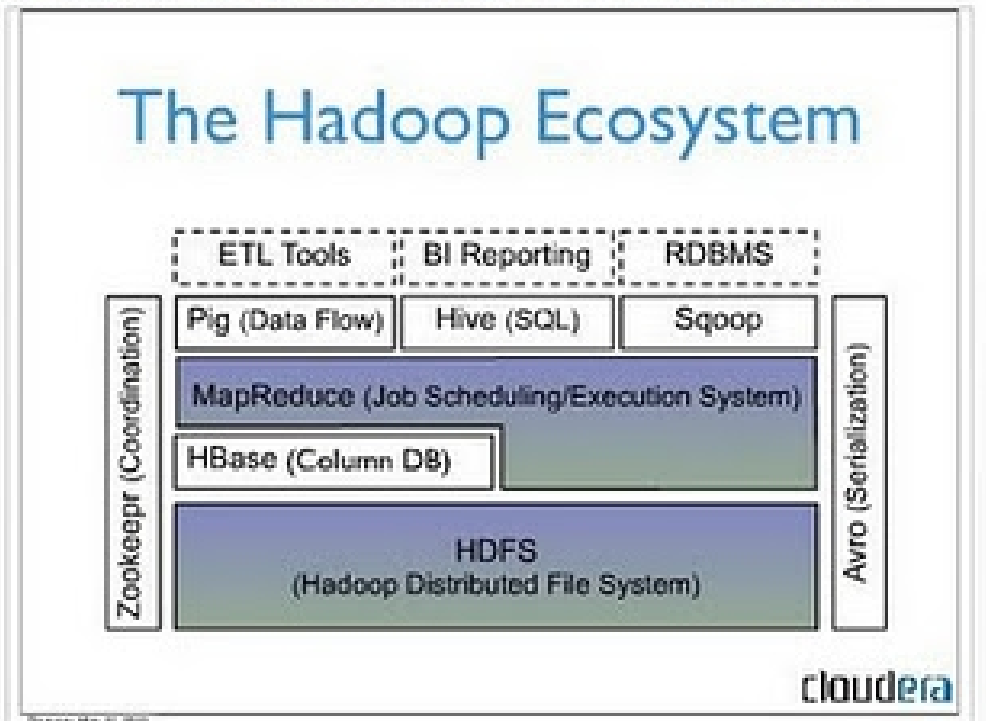 The Hadoop Ecosystem
ETL Tools
BI Reporting
RDBMS
Pig (Data Flow)
Hive (SQL)
Sqoop
Zookeepr (Coordination)
MapReduce (Job Scheduling/Execution System)
HBase (Column DB)
HDFS
(Hadoop Distributed File System)
Avro (Serialization)
cloudera